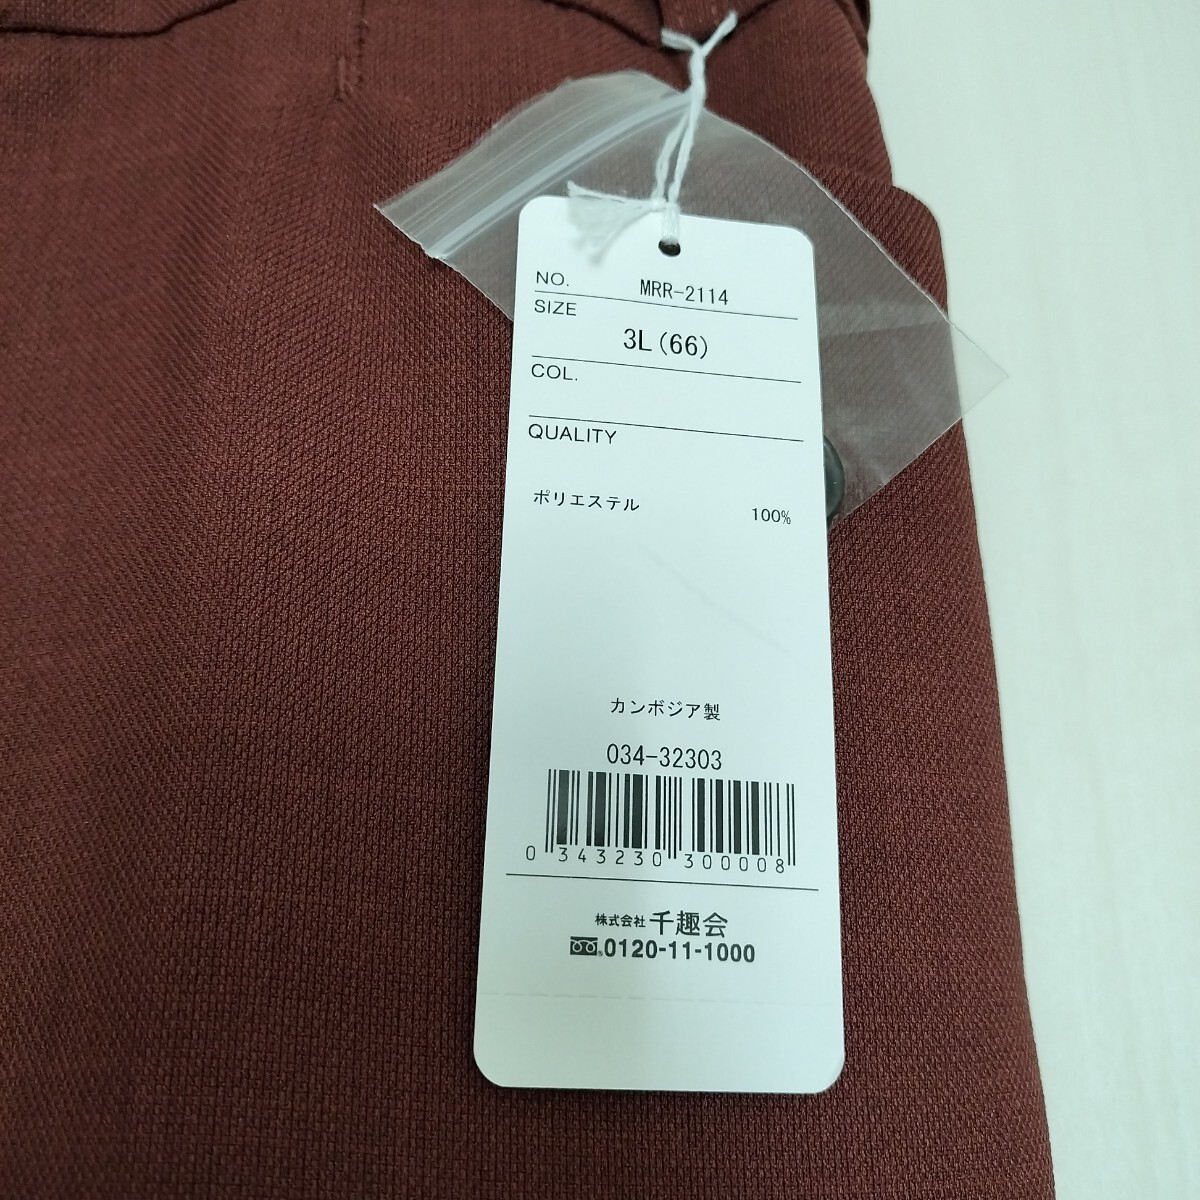 NO. MRR-2114
SIZE
3L(66)
COL.
QUALITY
ポリエステル 100%
カンボジア製
034-32303
0 343230 300008
株式会社 千趣会
0120-11-1000